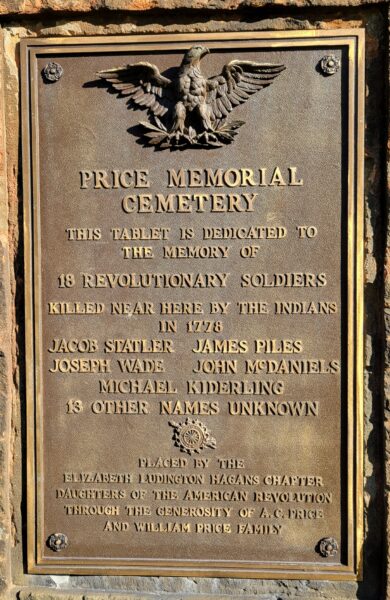 PRICE MEMORIAL
CEMETERY
THIS TABLET IS DEDICATED TO
THE MEMORY OF
18 REVOLUTIONARY SOLDIERS
KILLED NEAR HERE BY THE INDIANS
IN 1778
JACOB STATLER JAMES PILES
JOSEPH WADE JOHN McDANIELS
MICHAEL KIDERLING
13 OTHER NAMES UNKNOWN
PLACED BY THE
ELIZABETH LUDINGTON HAGANS CHAPTER
DAUGHTERS OF THE AMERICAN REVOLUTION
THROUGH THE GENEROSITY OF A. C. PRICE
AND WILLIAM PRICE FAMILY